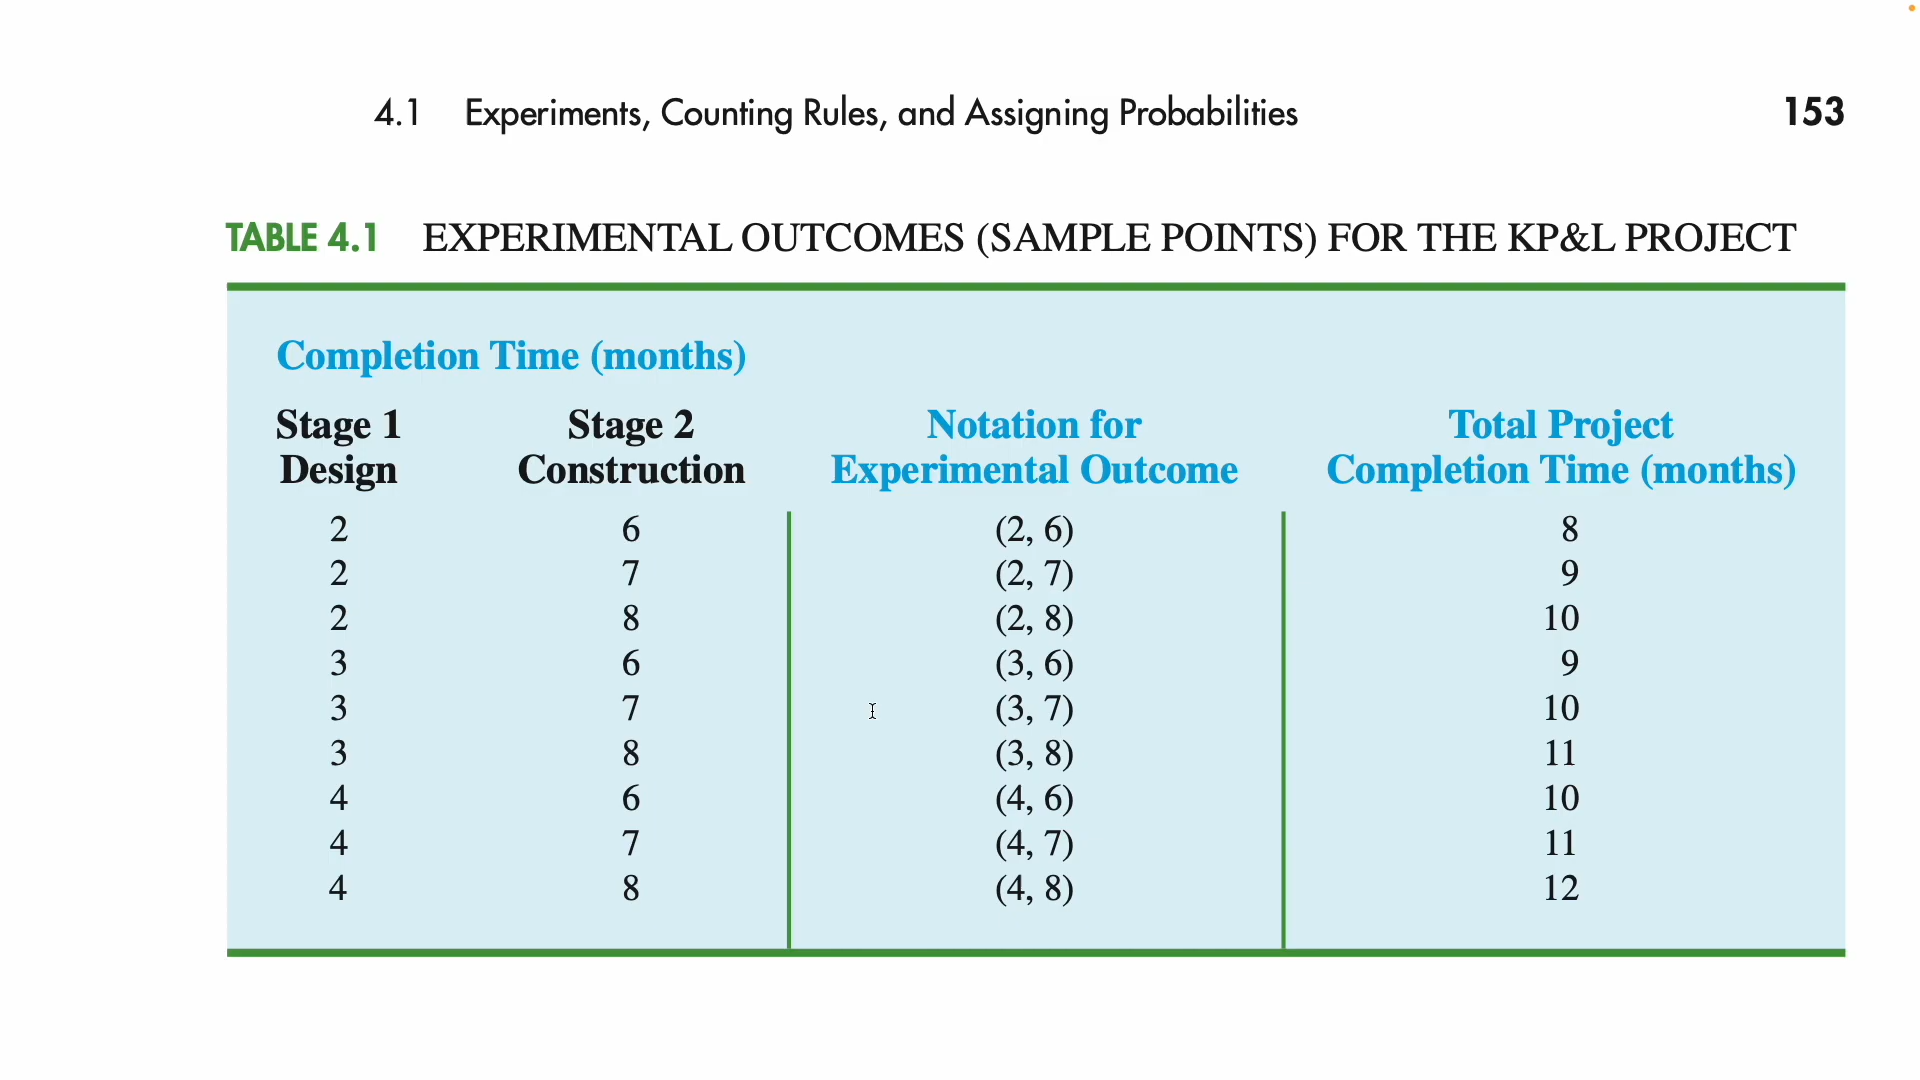 4.1 Experiments, Counting Rules, and Assigning Probabilities 153
TABLE 4.1 EXPERIMENTAL OUTCOMES (SAMPLE POINTS) FOR THE KP&L PROJECT
Completion Time (months)
Stage 1 Stage 2 Notation for Total Project
Design Construction Experimental Outcome Completion Time (months)
2 6 (2, 6) 8
2 7 (2, 7) 9
2 8 (2, 8) 10
3 6 (3, 6) 9
3 7 (3, 7) 10
3 8 (3, 8) 11
4 6 (4, 6) 10
4 7 (4, 7) 11
4 8 (4, 8) 12